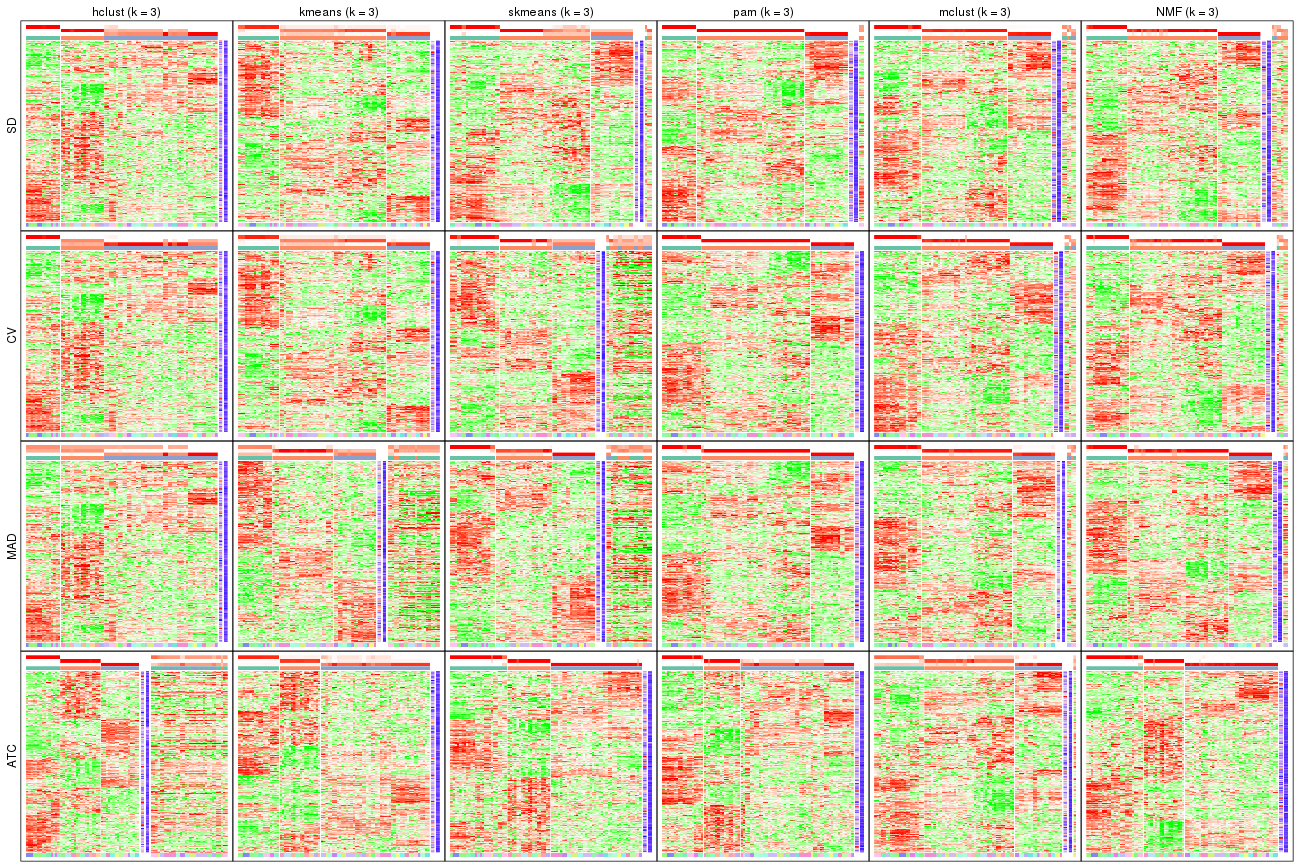 hclust (k = 3) kmeans (k = 3) skmeans (k = 3) pam (k = 3) mclust (k = 3) NMF (k = 3)
SD
CV
MAD
ATC